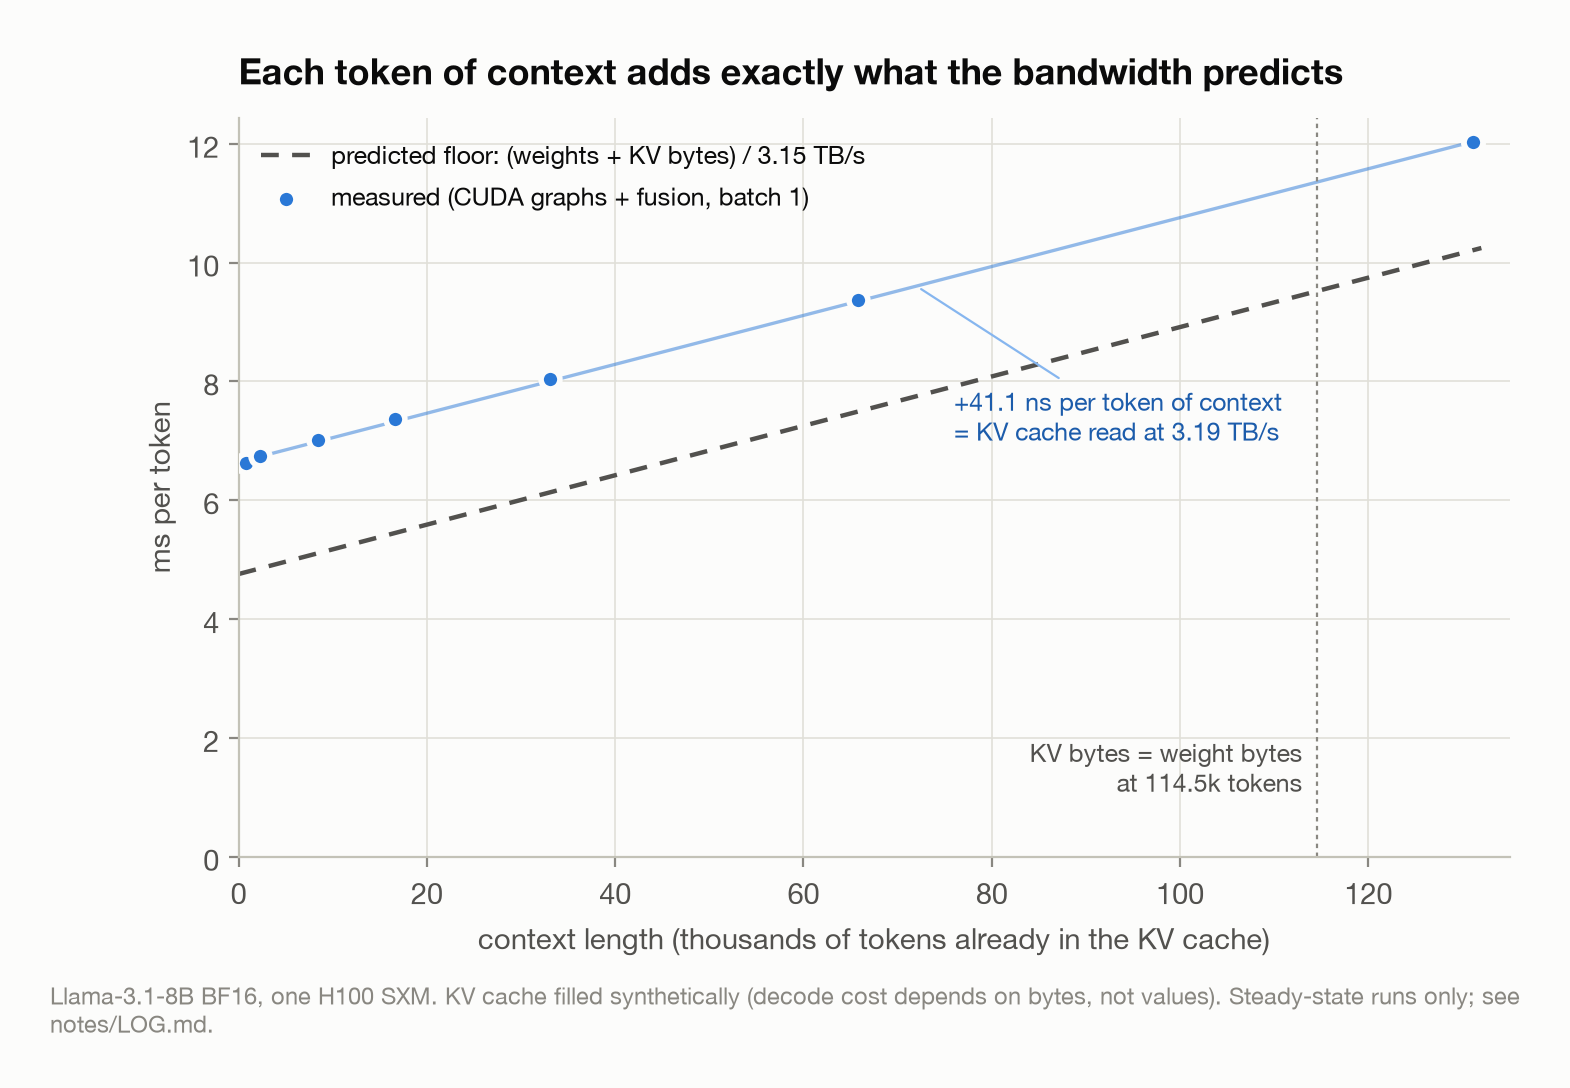 Each token of context adds exactly what the bandwidth predicts
predicted floor: (weights + KV bytes) / 3.15 TB/s
measured (CUDA graphs + fusion, batch 1)
12
10
8
6
4
2
0
ms per token
+41.1 ns per token of context
= KV cache read at 3.19 TB/s
KV bytes = weight bytes
at 114.5k tokens
0 20 40 60 80 100 120
context length (thousands of tokens already in the KV cache)
Llama-3.1-8B BF16, one H100 SXM. KV cache filled synthetically (decode cost depends on bytes, not values). Steady-state runs only; see
notes/LOG.md.